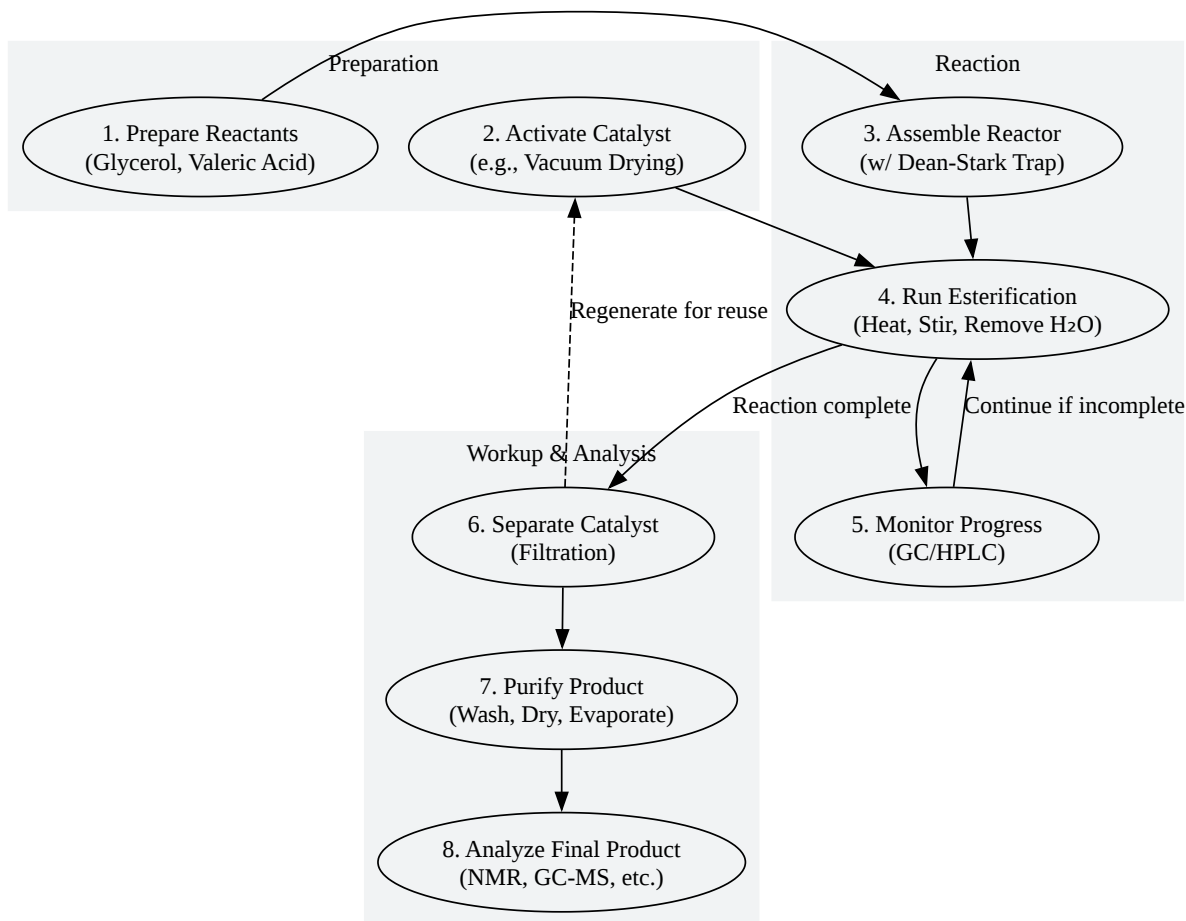 Preparation
Reaction
1. Prepare Reactants
(Glycerol, Valeric Acid)
2. Activate Catalyst
(e.g., Vacuum Drying)
3. Assemble Reactor
(w/ Dean-Stark Trap)
4. Run Esterification
(Heat, Stir, Remove H₂O)
Regenerate for reuse
Reaction complete
Continue if incomplete
Workup & Analysis
6. Separate Catalyst
(Filtration)
5. Monitor Progress
(GC/HPLC)
7. Purify Product
(Wash, Dry, Evaporate)
8. Analyze Final Product
(NMR, GC-MS, etc.)